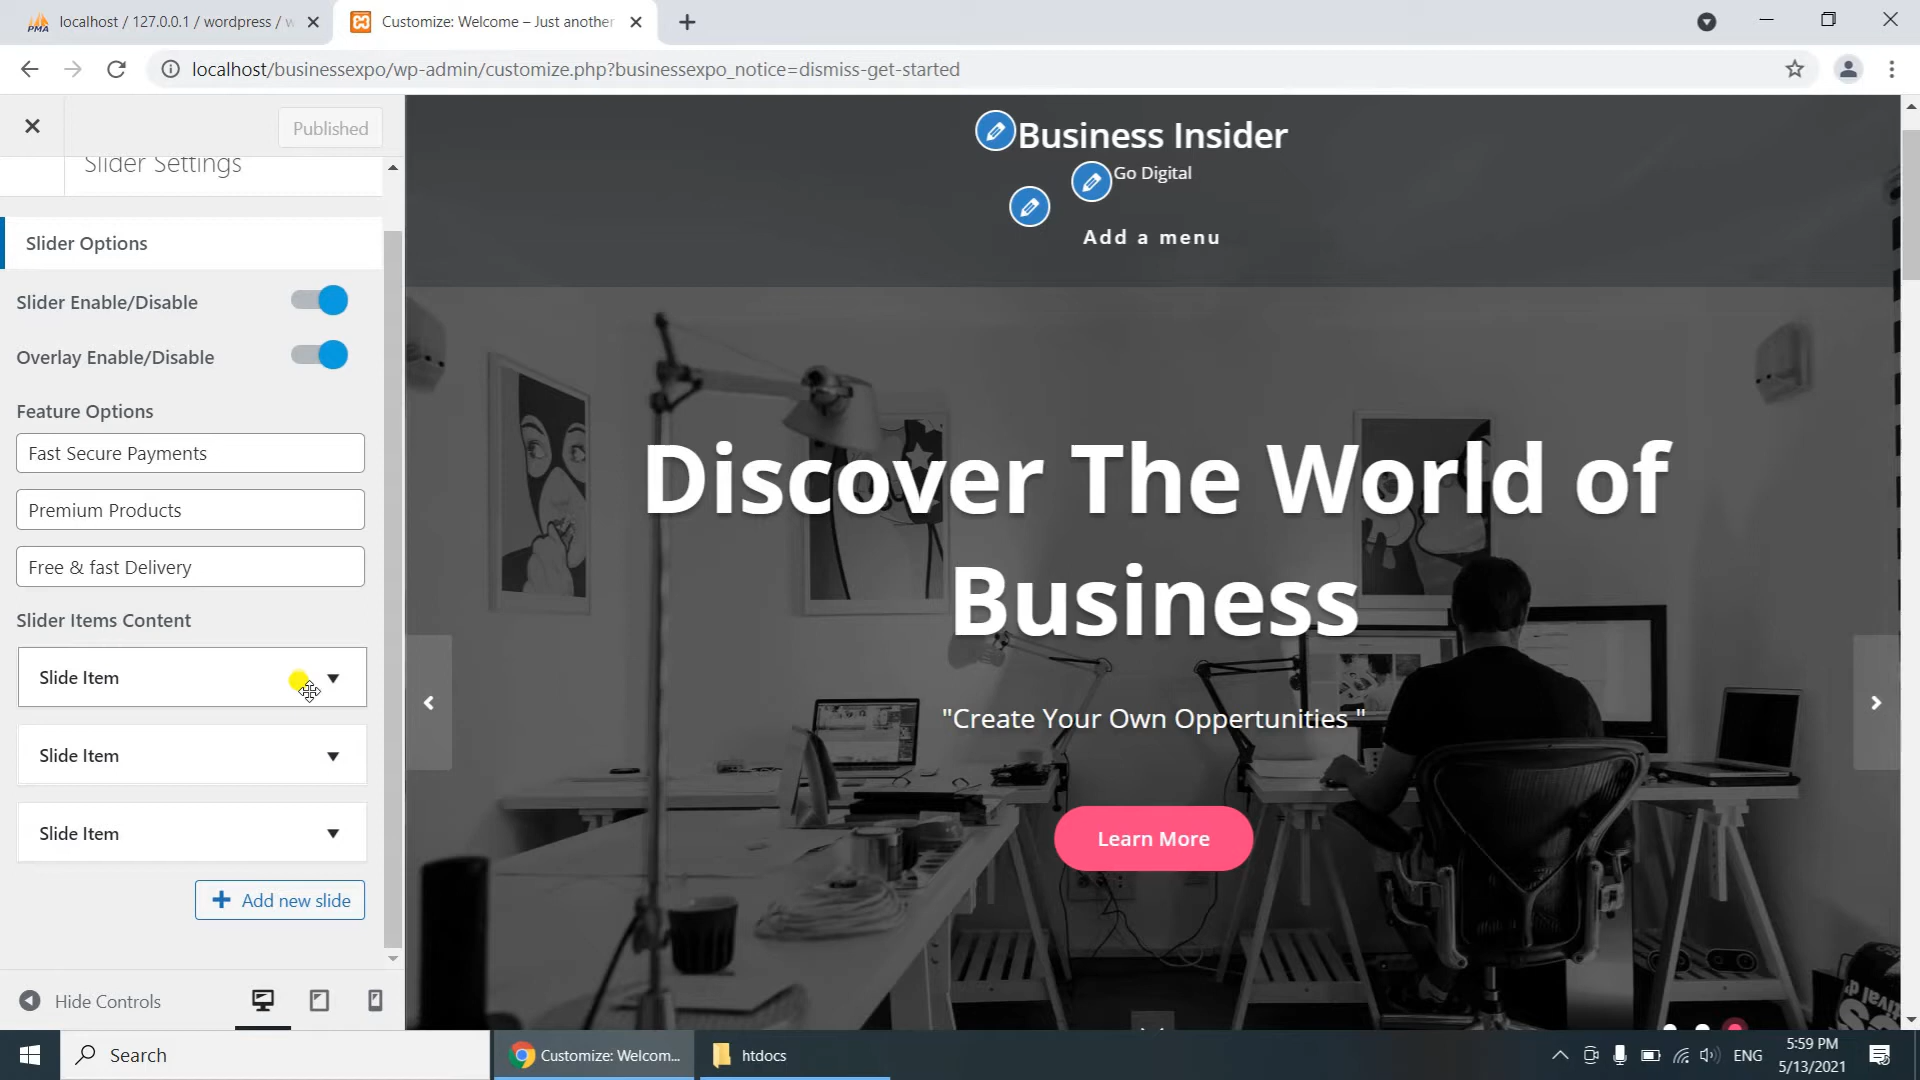 localhost / 127.0.0.1 / wordpress / w
Customize: Welcome – Just another
localhost/businessexpo/wp-admin/customize.php?businessexpo_notice=dismiss-get-started
Published
Slider Settings
Slider Options
Slider Enable/Disable
Overlay Enable/Disable
Feature Options
Fast Secure Payments
Premium Products
Free & fast Delivery
Slider Items Content
Slide Item
Slide Item
Slide Item
Add new slide
Hide Controls
Business Insider
Go Digital
Add a menu
Discover The World of
Business
"Create Your Own Oppertunities "
Learn More
Search
Customize: Welcom...
htdocs
ENG
5:59 PM
5/13/2021